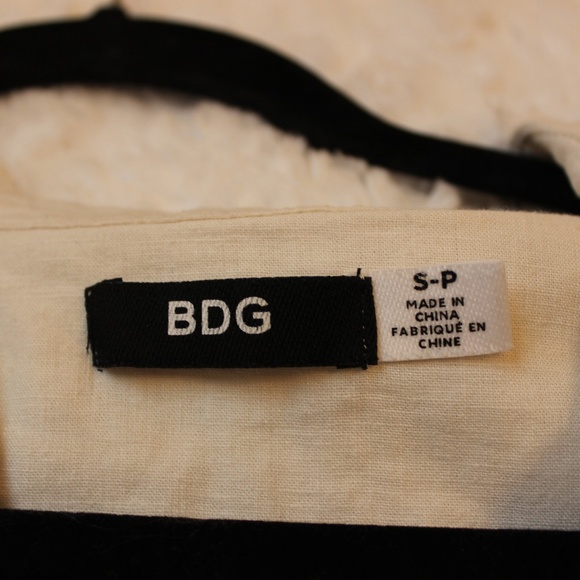 BDG
S-P
MADE IN
CHINA
FABRIQUÉ EN
CHINE